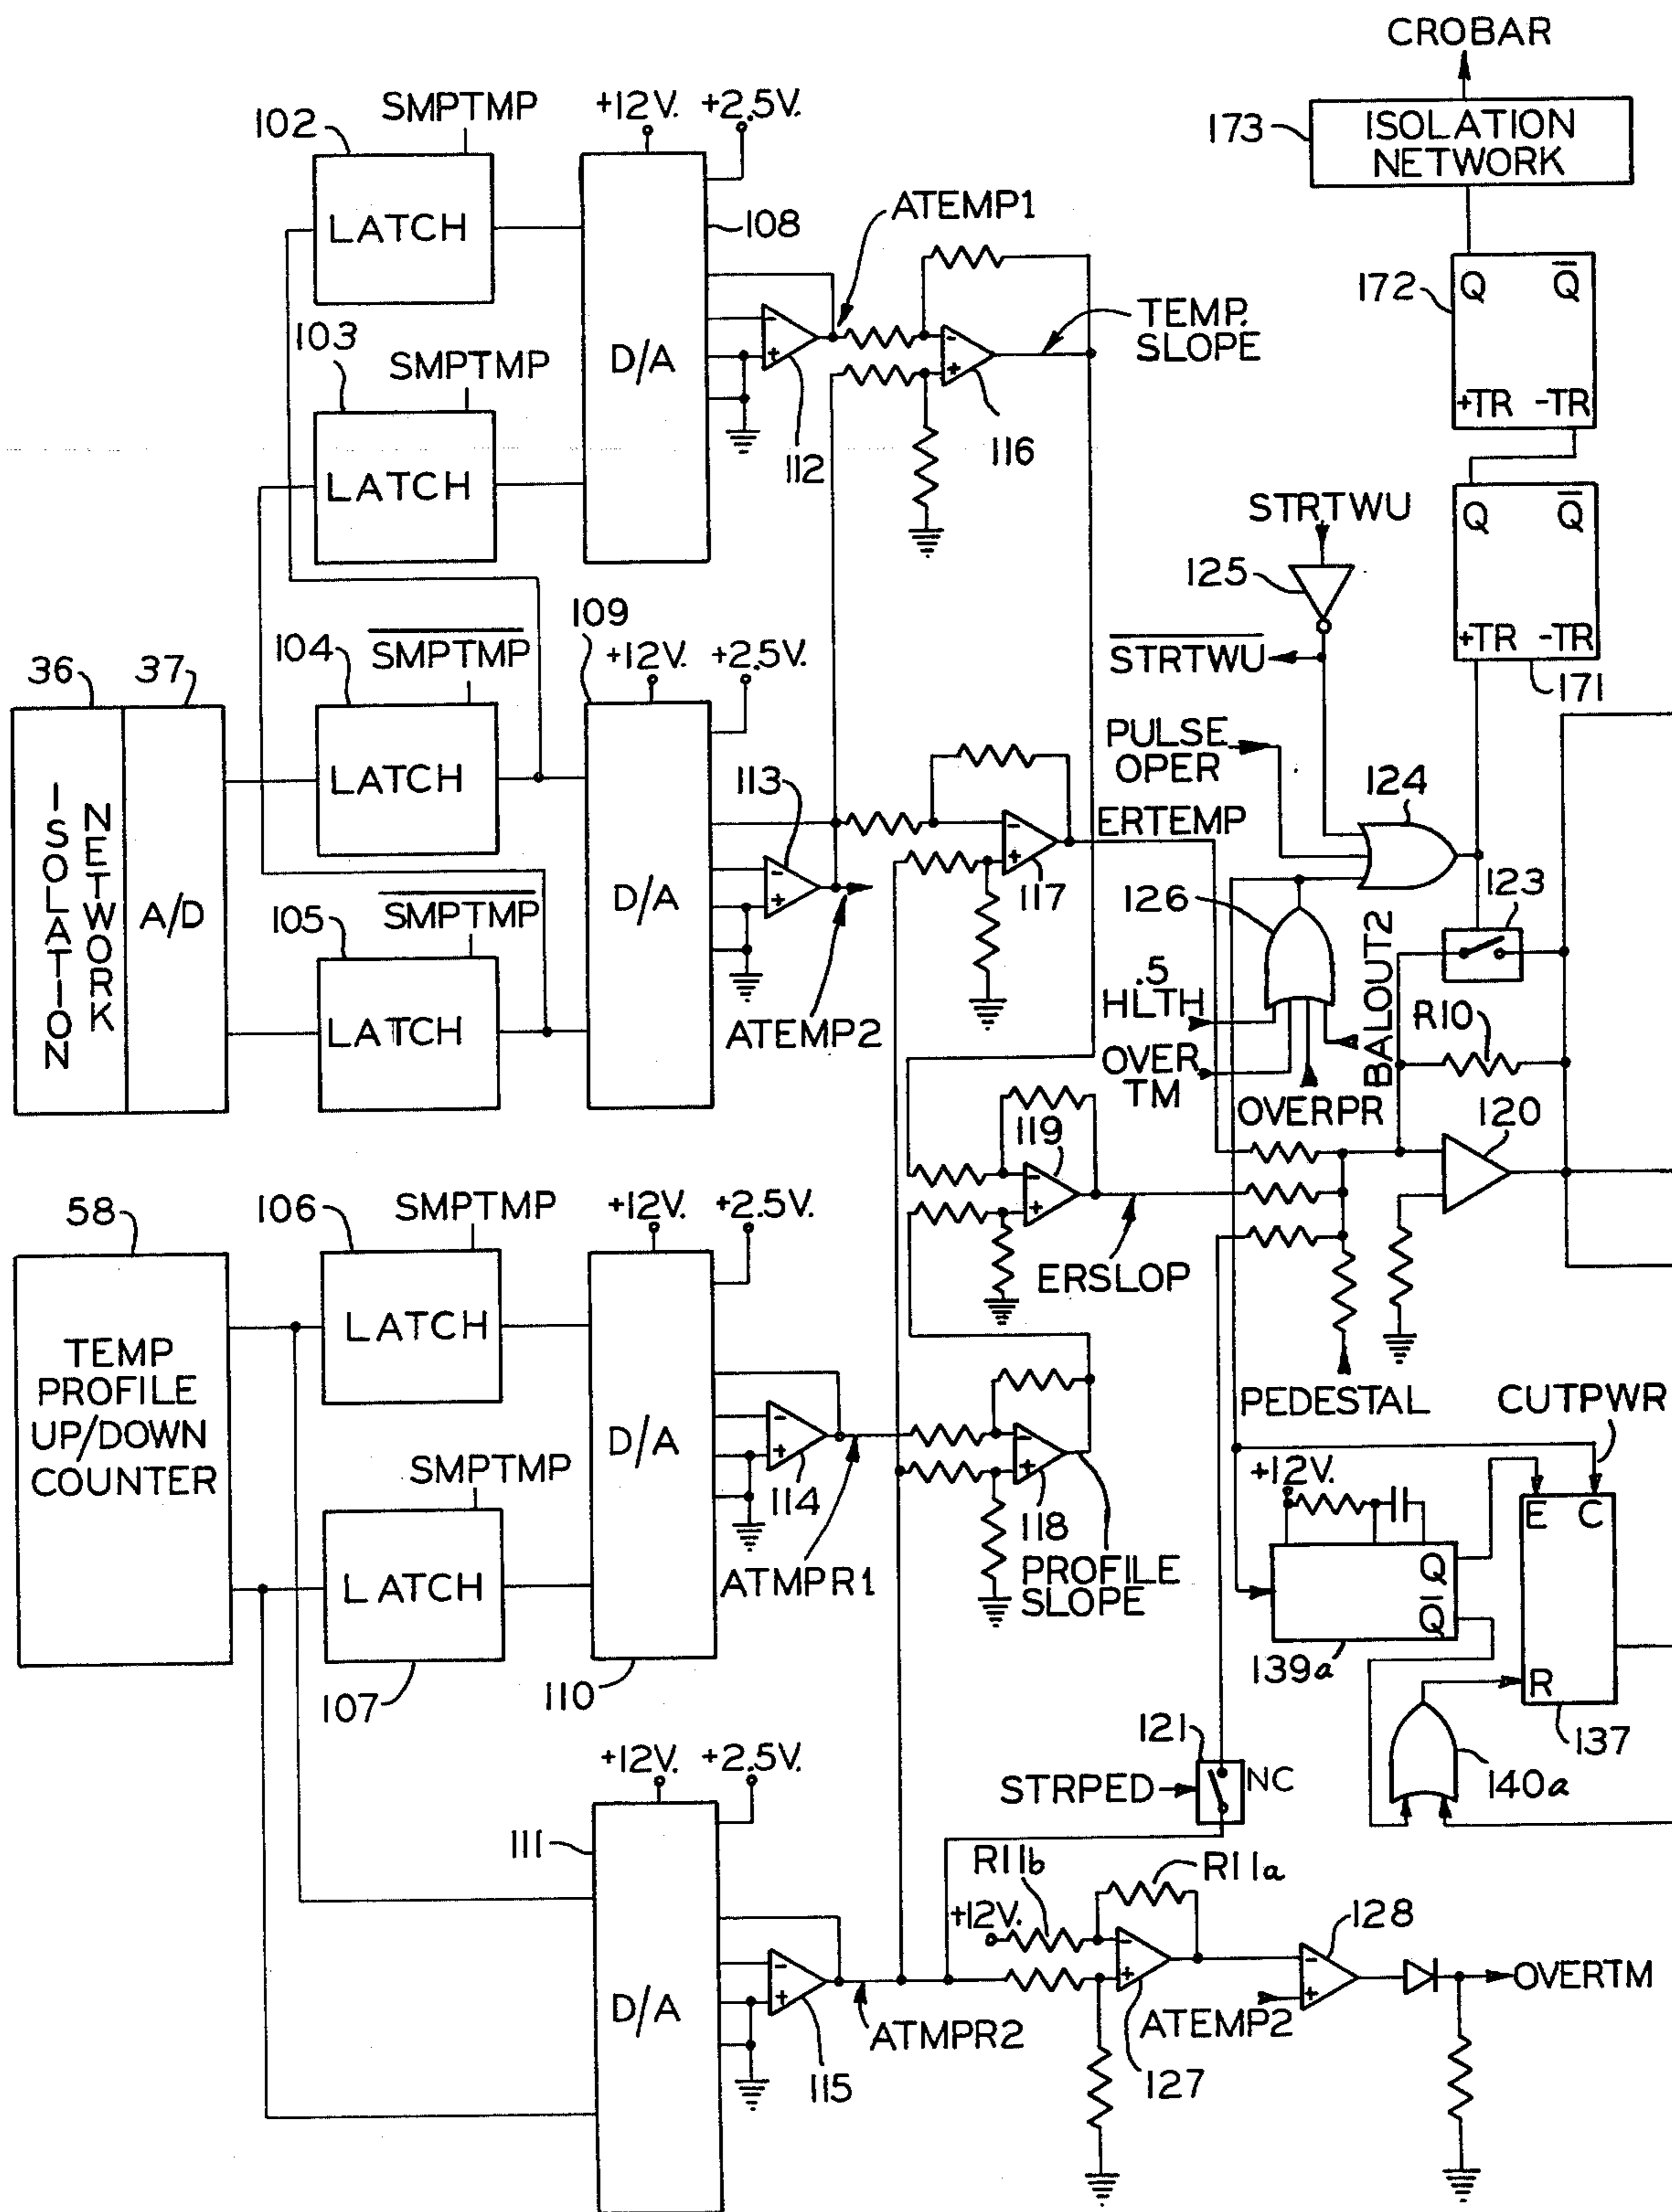 CROBAR
173
ISOLATION
NETWORK
102
SMPTMP
+12V.
+2.5V.
LATCH
108
ATEMP1
172
Q
Q̅
+TR
-TR
103
SMPTMP
D/A
TEMP.
SLOPE
LATCH
112
116
STRTWU
Q
Q̅
+TR
-TR
171
125
STRTWU
104
SMPTMP
109
+12V.
+2.5V.
36
37
ISOLATION
NETWORK
A/D
LATCH
113
PULSE
OPER
124
ERTEMP
117
126
123
105
SMPTMP
D/A
LATCH
ATEMP2
.5
HLTH
OVER
TM
OVERPR
BALOUT2
R10
120
119
ERSLOP
58
106
SMPTMP
+12V.
+2.5V.
TEMP
PROFILE
UP/DOWN
COUNTER
LATCH
D/A
PEDESTAL
CUTPWR
107
SMPTMP
LATCH
110
114
ATMPR1
118
PROFILE
SLOPE
+12V.
Q
Q̅
139a
E
C
R
137
140a
121
STRPED
NC
+12V.
+2.5V.
111
D/A
115
ATMPR2
R11b
R11a
+12V.
127
ATEMP2
128
OVERTM
-
+
-
+
-
+
-
+
-
+
-
+
-
+
-
+
-
+
-
+